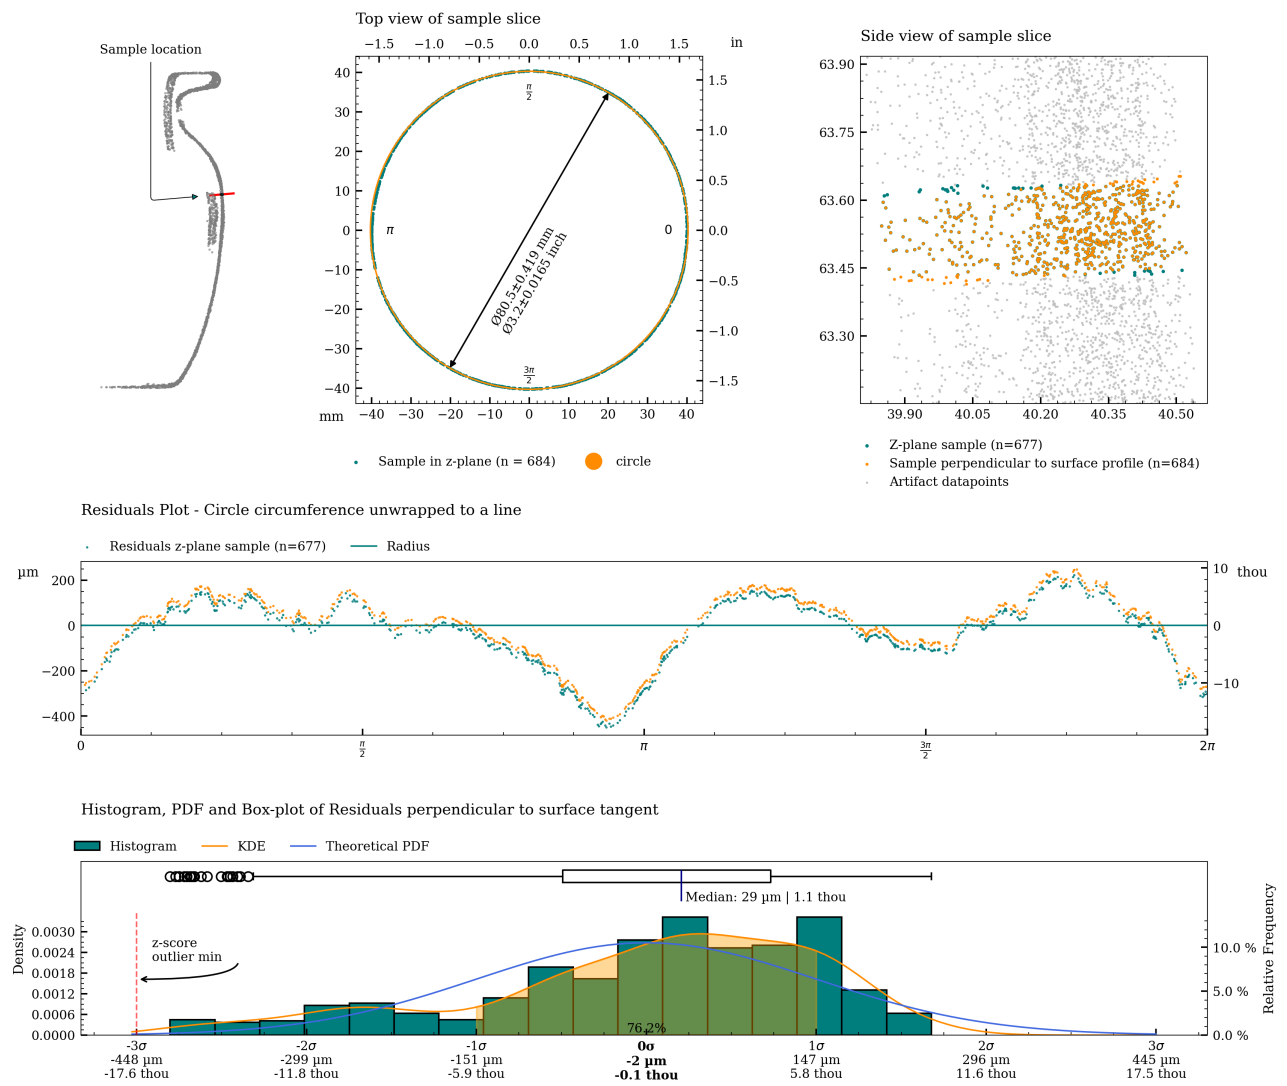 Top view of sample slice
Sample location
−1.5 −1.0 −0.5 0.0 0.5 1.0 1.5 in
40
30
20
10
0
−10
−20
−30
−40
mm
π/2
π
0
3π/2
Ø80.5±0.419 mm
Ø3.2±0.0165 inch
1.5
1.0
0.5
0.0
−0.5
−1.0
−1.5
−40 −30 −20 −10 0 10 20 30 40
Sample in z-plane (n = 684) circle
Side view of sample slice
63.90
63.75
63.60
63.45
63.30
39.90 40.05 40.20 40.35 40.50
Z-plane sample (n=677)
Sample perpendicular to surface profile (n=684)
Artifact datapoints
Residuals Plot - Circle circumference unwrapped to a line
Residuals z-plane sample (n=677) Radius
µm
200
0
−200
−400
10 thou
0
−10
0 π/2 π 3π/2 2π
Histogram, PDF and Box-plot of Residuals perpendicular to surface tangent
Histogram KDE Theoretical PDF
Median: 29 µm | 1.1 thou
Density
0.0030
0.0024
0.0018
0.0012
0.0006
0.0000
z-score
outlier min
76.2%
Relative Frequency
10.0 %
5.0 %
0.0 %
-3σ -2σ -1σ 0σ 1σ 2σ 3σ
-448 µm -299 µm -151 µm -2 µm 147 µm 296 µm 445 µm
-17.6 thou -11.8 thou -5.9 thou -0.1 thou 5.8 thou 11.6 thou 17.5 thou